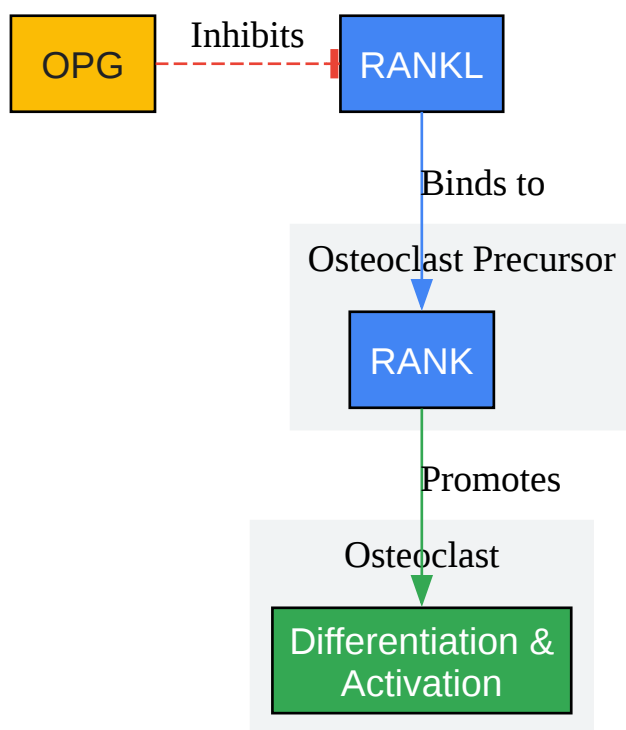 Inhibits
OPG
RANKL
Binds to
Osteoclast Precursor
RANK
Promotes
Osteoclast
Differentiation &
Activation